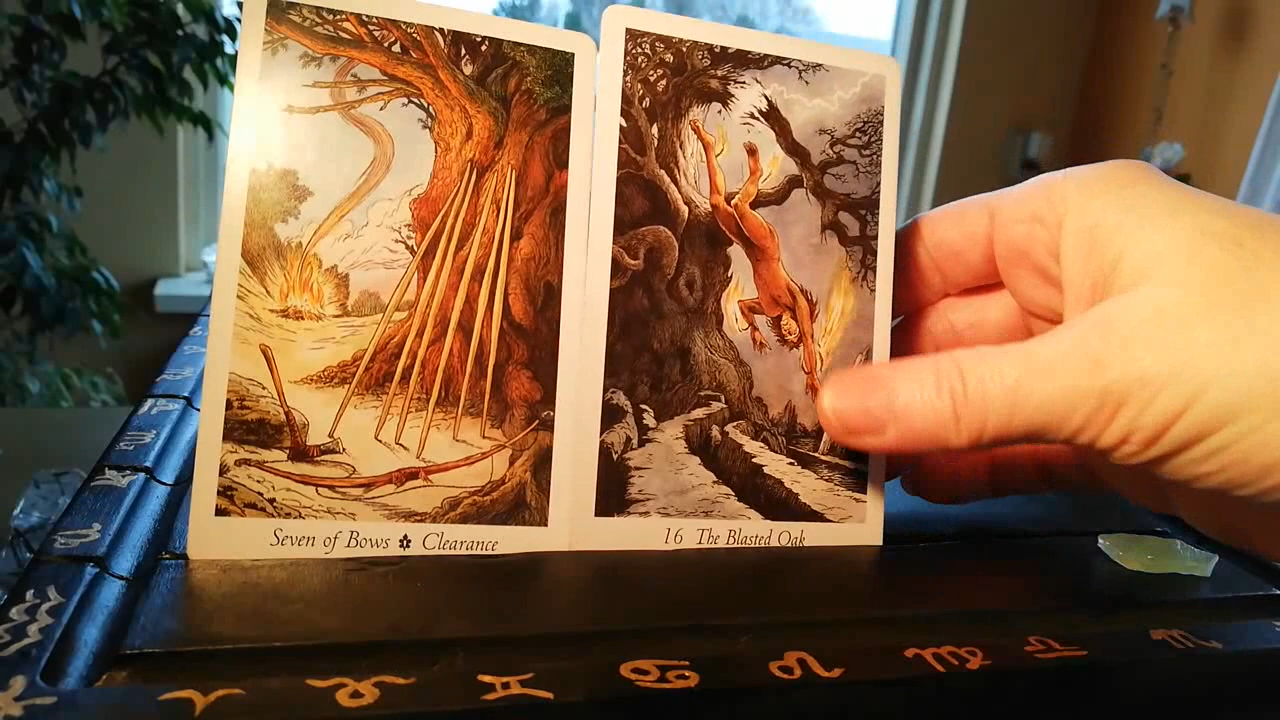 Seven of Bows ✽ Clearance
16 The Blasted Oak
♈ ♉ ♊ ♋ ♌ ♍ ♎ ♏